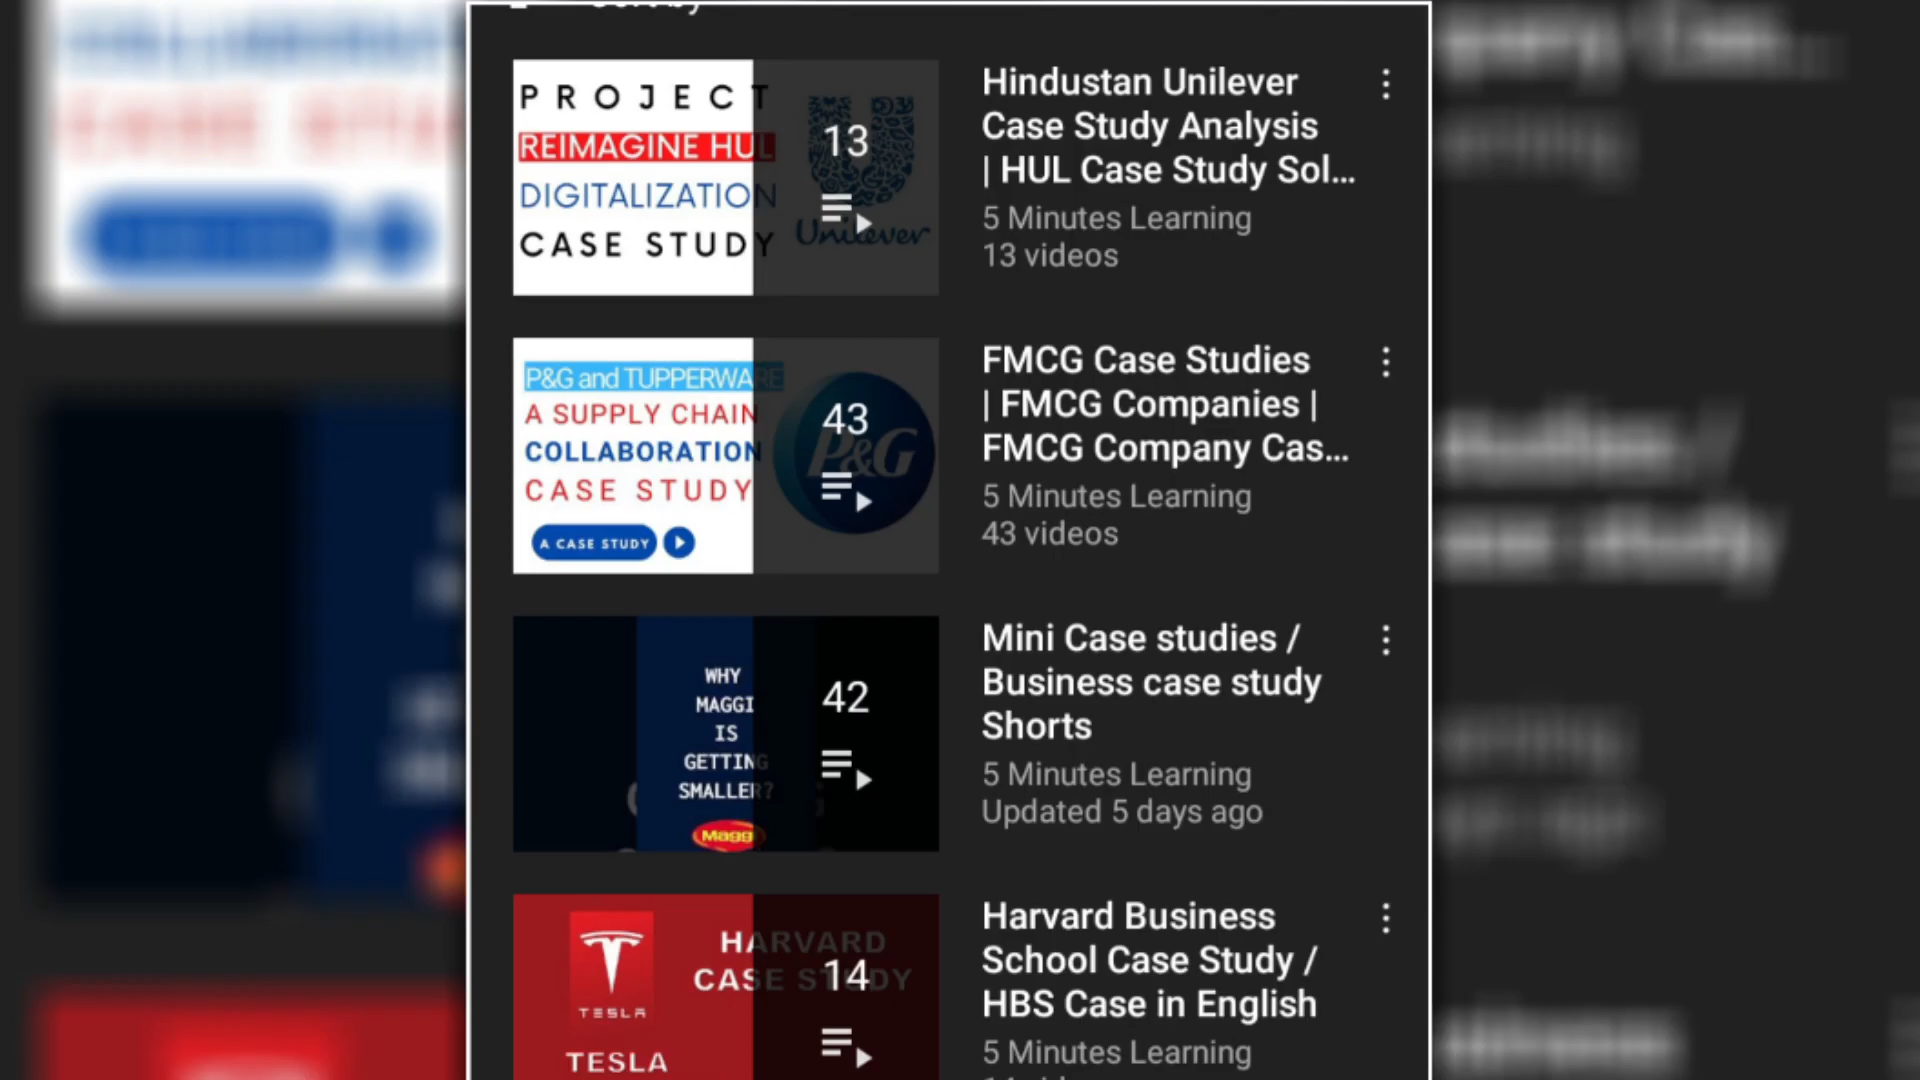 Sort by
PROJECT
REIMAGINE HUL
DIGITALIZATION
CASE STUDY
Unilever
13
Hindustan Unilever
Case Study Analysis
| HUL Case Study Sol...
5 Minutes Learning
13 videos
P&G and TUPPERWARE
A SUPPLY CHAIN
COLLABORATION
CASE STUDY
A CASE STUDY
P&G
43
FMCG Case Studies
| FMCG Companies |
FMCG Company Cas...
5 Minutes Learning
43 videos
WHY
MAGGI
IS
GETTING
SMALLER?
Maggi
42
Mini Case studies /
Business case study
Shorts
5 Minutes Learning
Updated 5 days ago
TESLA
HARVARD
CASE STUDY
TESLA
14
Harvard Business
School Case Study /
HBS Case in English
5 Minutes Learning